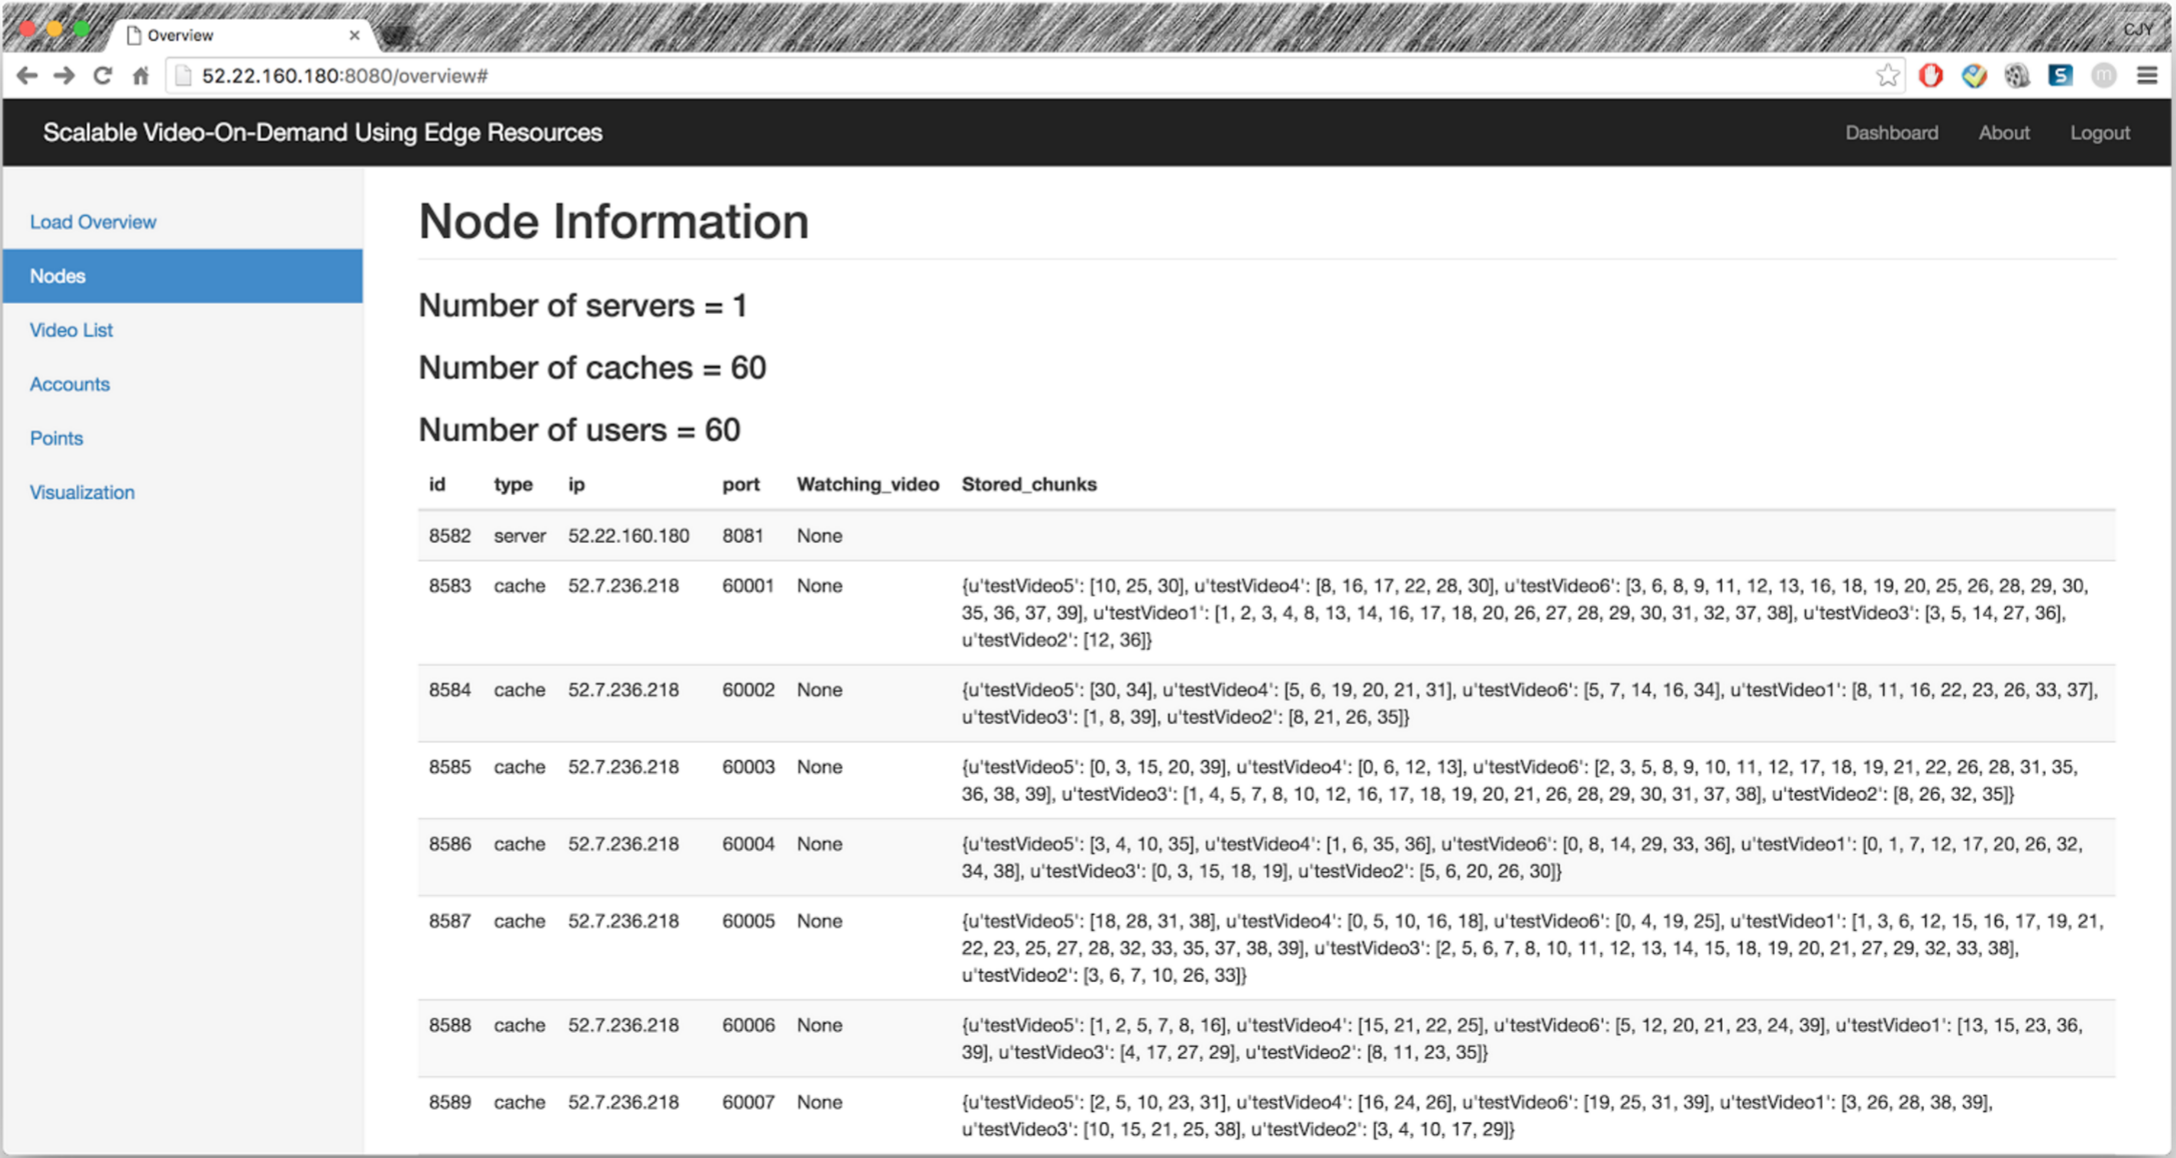 Overview
CJY
52.22.160.180:8080/overview#
Scalable Video-On-Demand Using Edge Resources
Dashboard About Logout
Load Overview
Nodes
Video List
Accounts
Points
Visualization
Node Information
Number of servers = 1
Number of caches = 60
Number of users = 60
id type ip port Watching_video Stored_chunks
8582 server 52.22.160.180 8081 None
8583 cache 52.7.236.218 60001 None {u'testVideo5': [10, 25, 30], u'testVideo4': [8, 16, 17, 22, 28, 30], u'testVideo6': [3, 6, 8, 9, 11, 12, 13, 16, 18, 19, 20, 25, 26, 28, 29, 30,
35, 36, 37, 39], u'testVideo1': [1, 2, 3, 4, 8, 13, 14, 16, 17, 18, 20, 26, 27, 28, 29, 30, 31, 32, 37, 38], u'testVideo3': [3, 5, 14, 27, 36],
u'testVideo2': [12, 36]}
8584 cache 52.7.236.218 60002 None {u'testVideo5': [30, 34], u'testVideo4': [5, 6, 19, 20, 21, 31], u'testVideo6': [5, 7, 14, 16, 34], u'testVideo1': [8, 11, 16, 22, 23, 26, 33, 37],
u'testVideo3': [1, 8, 39], u'testVideo2': [8, 21, 26, 35]}
8585 cache 52.7.236.218 60003 None {u'testVideo5': [0, 3, 15, 20, 39], u'testVideo4': [0, 6, 12, 13], u'testVideo6': [2, 3, 5, 8, 9, 10, 11, 12, 17, 18, 19, 21, 22, 26, 28, 31, 35,
36, 38, 39], u'testVideo3': [1, 4, 5, 7, 8, 10, 12, 16, 17, 18, 19, 20, 21, 26, 28, 29, 30, 31, 37, 38], u'testVideo2': [8, 26, 32, 35]}
8586 cache 52.7.236.218 60004 None {u'testVideo5': [3, 4, 10, 35], u'testVideo4': [1, 6, 35, 36], u'testVideo6': [0, 8, 14, 29, 33, 36], u'testVideo1': [0, 1, 7, 12, 17, 20, 26, 32,
34, 38], u'testVideo3': [0, 3, 15, 18, 19], u'testVideo2': [5, 6, 20, 26, 30]}
8587 cache 52.7.236.218 60005 None {u'testVideo5': [18, 28, 31, 38], u'testVideo4': [0, 5, 10, 16, 18], u'testVideo6': [0, 4, 19, 25], u'testVideo1': [1, 3, 6, 12, 15, 16, 17, 19, 21,
22, 23, 25, 27, 28, 32, 33, 35, 37, 38, 39], u'testVideo3': [2, 5, 6, 7, 8, 10, 11, 12, 13, 14, 15, 18, 19, 20, 21, 27, 29, 32, 33, 38],
u'testVideo2': [3, 6, 7, 10, 26, 33]}
8588 cache 52.7.236.218 60006 None {u'testVideo5': [1, 2, 5, 7, 8, 16], u'testVideo4': [15, 21, 22, 25], u'testVideo6': [5, 12, 20, 21, 23, 24, 39], u'testVideo1': [13, 15, 23, 36,
39], u'testVideo3': [4, 17, 27, 29], u'testVideo2': [8, 11, 23, 35]}
8589 cache 52.7.236.218 60007 None {u'testVideo5': [2, 5, 10, 23, 31], u'testVideo4': [16, 24, 26], u'testVideo6': [19, 25, 31, 39], u'testVideo1': [3, 26, 28, 38, 39],
u'testVideo3': [10, 15, 21, 25, 38], u'testVideo2': [3, 4, 10, 17, 29]}